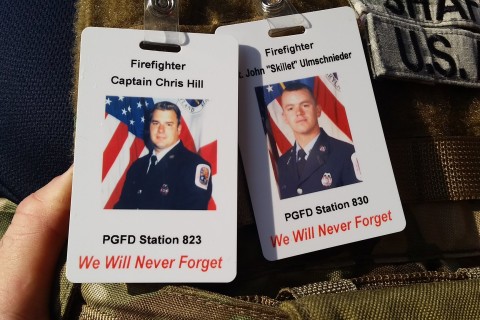 Firefighter
Captain Chris Hill
PGFD Station 823
We Will Never Forget
Firefighter
John "Skillet" Ulmschnieder
PGFD Station 830
We Will Never Forget
U.S.